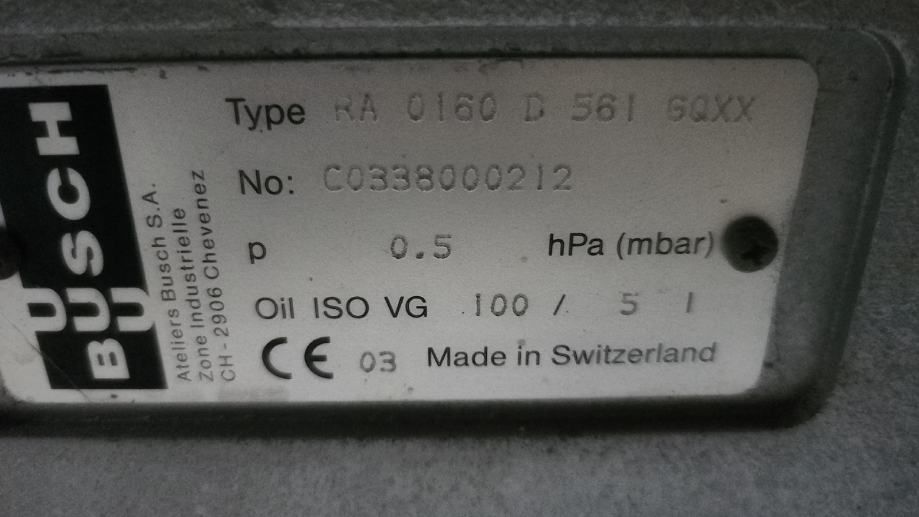 BUSCH
Ateliers Busch S.A.
Zone Industrielle
CH - 2906 Chevenez
Type RA 0160 D 561 GQXX
No: C0338000212
p 0.5 hPa (mbar)
Oil ISO VG 100 / 5 l
CE 03 Made in Switzerland